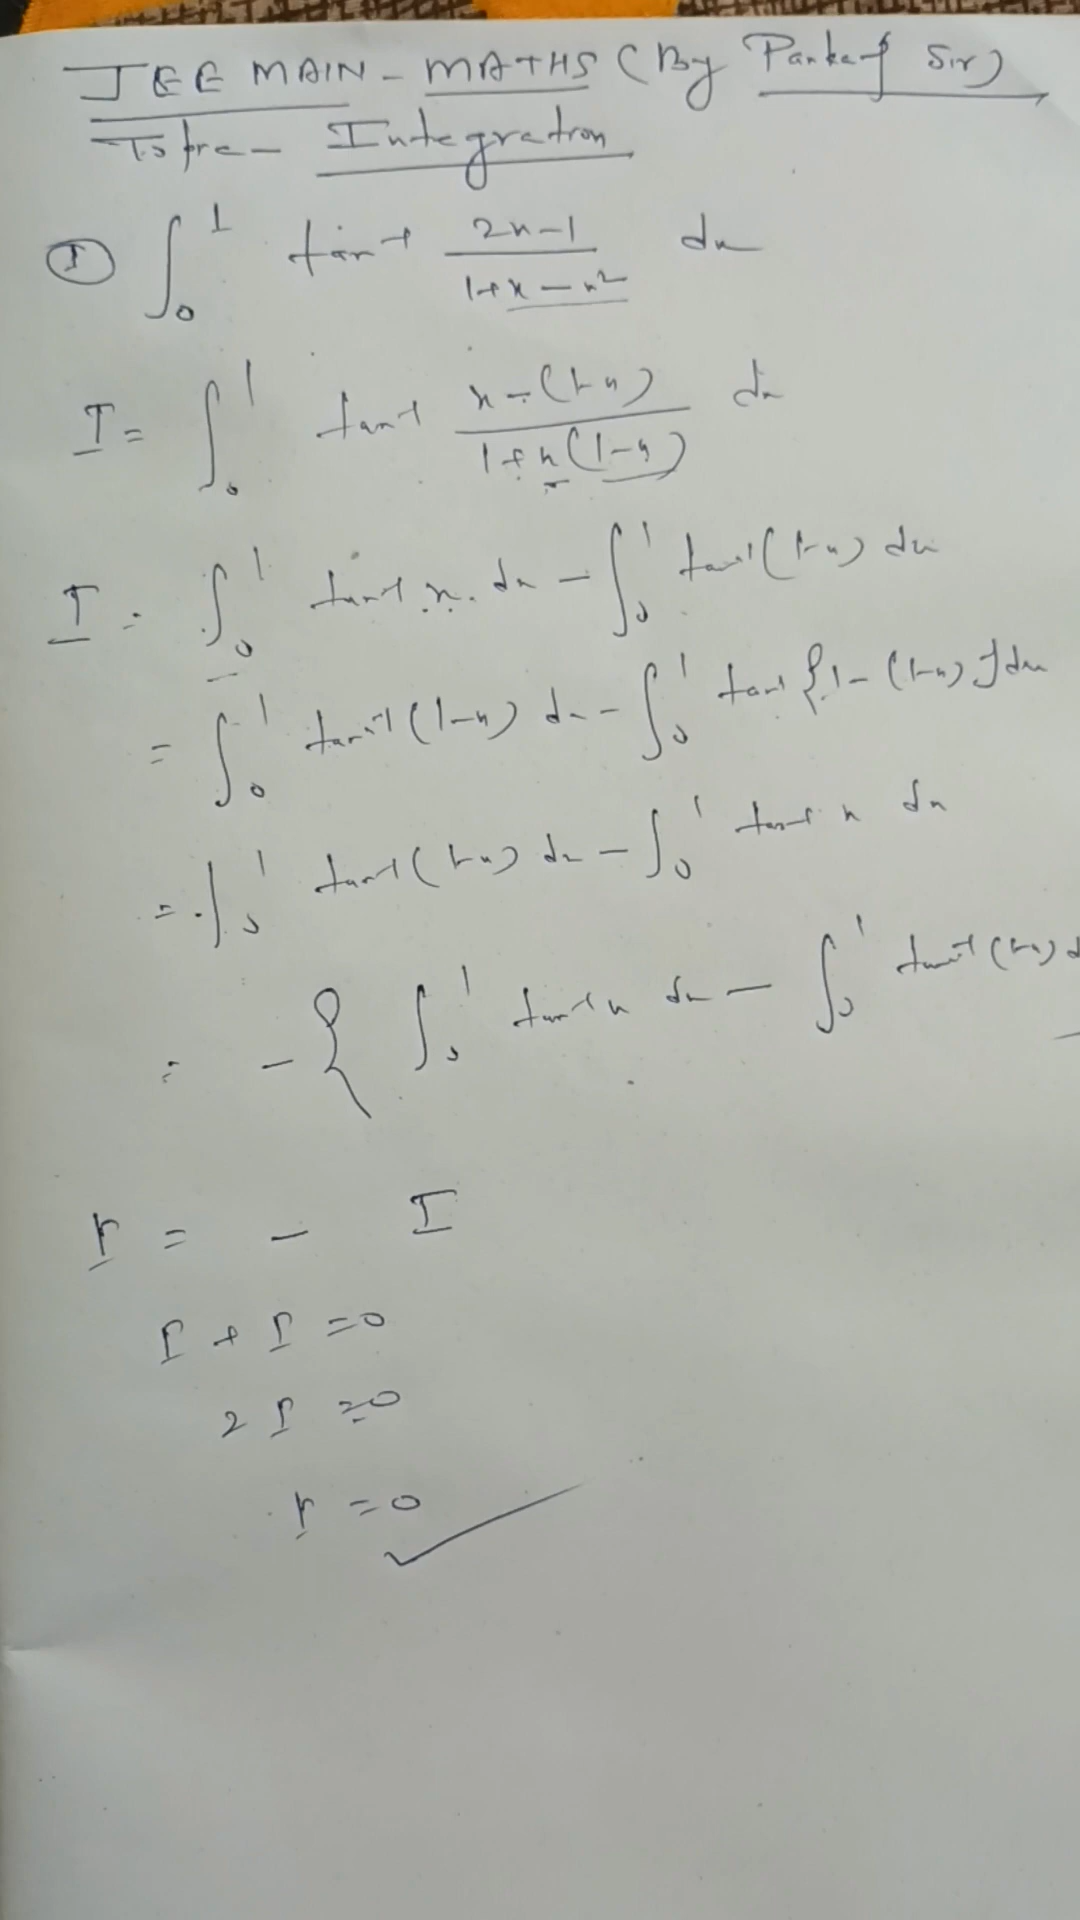 JEE MAIN - MATHS (By Pankaj Sir)
Topic - Integration
① ∫₀¹ tan⁻¹ (2x-1)/(1+x-x²) dx
I = ∫₀¹ tan⁻¹ (x-(1-x))/(1+x(1-x)) dx
I = ∫₀¹ tan⁻¹ x. dx - ∫₀¹ tan⁻¹(1-x) dx
= ∫₀¹ tan⁻¹(1-x) dx - ∫₀¹ tan⁻¹{1-(1-x)}dx
= ∫₀¹ tan⁻¹(1-x) dx - ∫₀¹ tan⁻¹ x dx
= -{ ∫₀¹ tan⁻¹x dx - ∫₀¹ tan⁻¹(1-x) d
I = - I
I + I = 0
2I = 0
I = 0